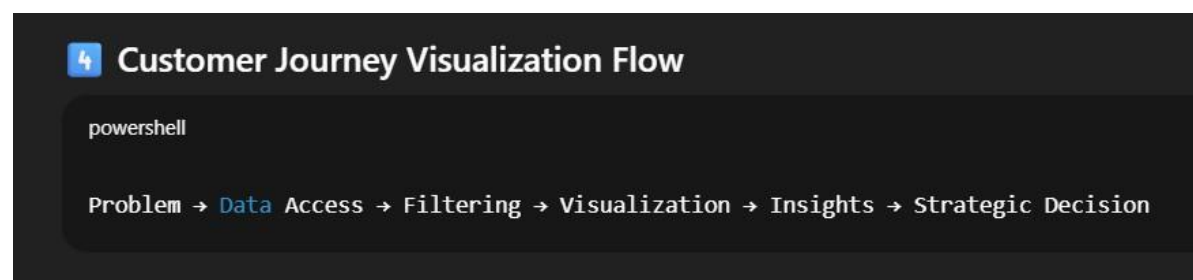 4 Customer Journey Visualization Flow
powershell
Problem → Data Access → Filtering → Visualization → Insights → Strategic Decision